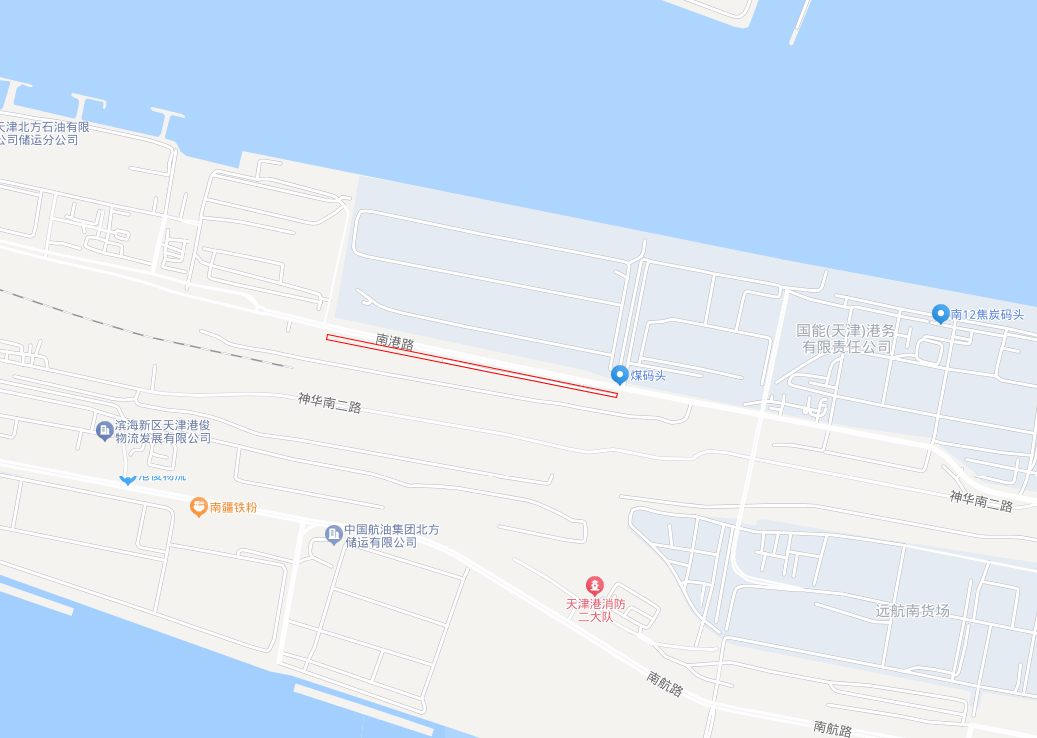 天津北方石油有限
公司储运分公司
南12焦炭码头
国能(天津)港务
有限责任公司
南港路
煤码头
神华南二路
滨海新区天津港俊
物流发展有限公司
港俊物流
南疆铁粉
神华南二路
中国航油集团北方
储运有限公司
天津港消防
二大队
远航南货场
南航路
南航路